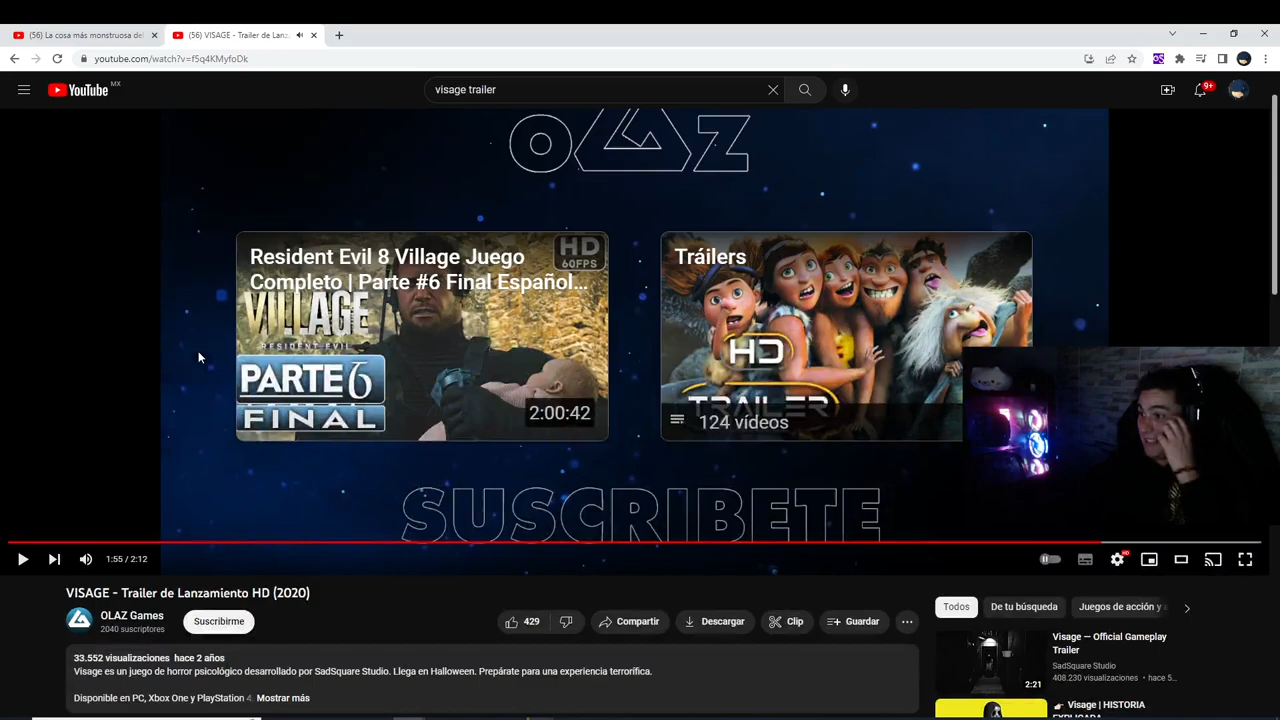 (56) La cosa más monstruosa del
(56) VISAGE - Trailer de Lanz
youtube.com/watch?v=f5q4KMyfoDk
YouTube MX
visage trailer
9+
OLAZ
Resident Evil 8 Village Juego
Completo | Parte #6 Final Español...
HD
60FPS
VILLAGE
RESIDENT EVIL
PARTE 6
FINAL
2:00:42
Tráilers
HD
TRAILER
124 vídeos
SUSCRIBETE
1:55 / 2:12
HD
VISAGE - Trailer de Lanzamiento HD (2020)
OLAZ Games
2040 suscriptores
Suscribirme
429
Compartir
Descargar
Clip
Guardar
33.552 visualizaciones hace 2 años
Visage es un juego de horror psicológico desarrollado por SadSquare Studio. Llega en Halloween. Prepárate para una experiencia terrorífica.
Disponible en PC, Xbox One y PlayStation 4. Mostrar más
Todos
De tu búsqueda
Juegos de acción y a
Visage — Official Gameplay
Trailer
SadSquare Studio
408.230 visualizaciones • hace 5...
2:21
Visage | HISTORIA